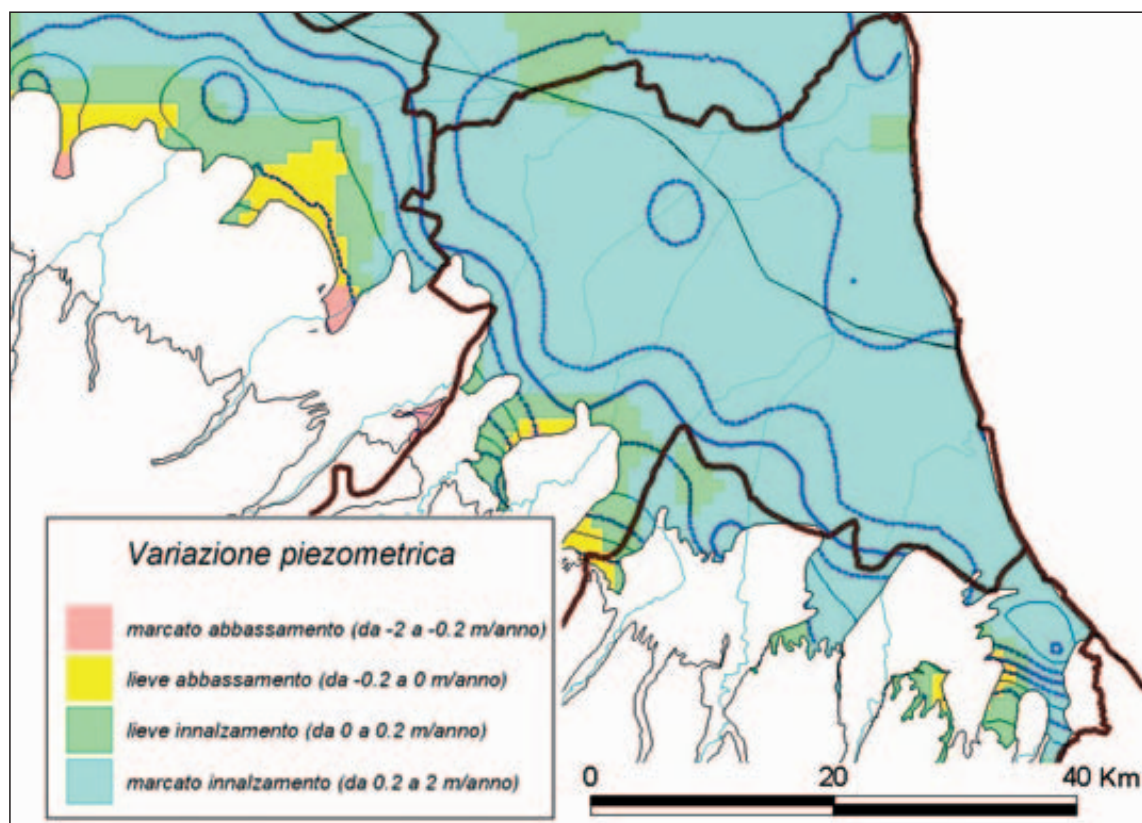 Variazione piezometrica
marcato abbassamento (da -2 a -0.2 m/anno)
lieve abbassamento (da -0.2 a 0 m/anno)
lieve innalzamento (da 0 a 0.2 m/anno)
marcato innalzamento (da 0.2 a 2 m/anno)
0 20 40 Km